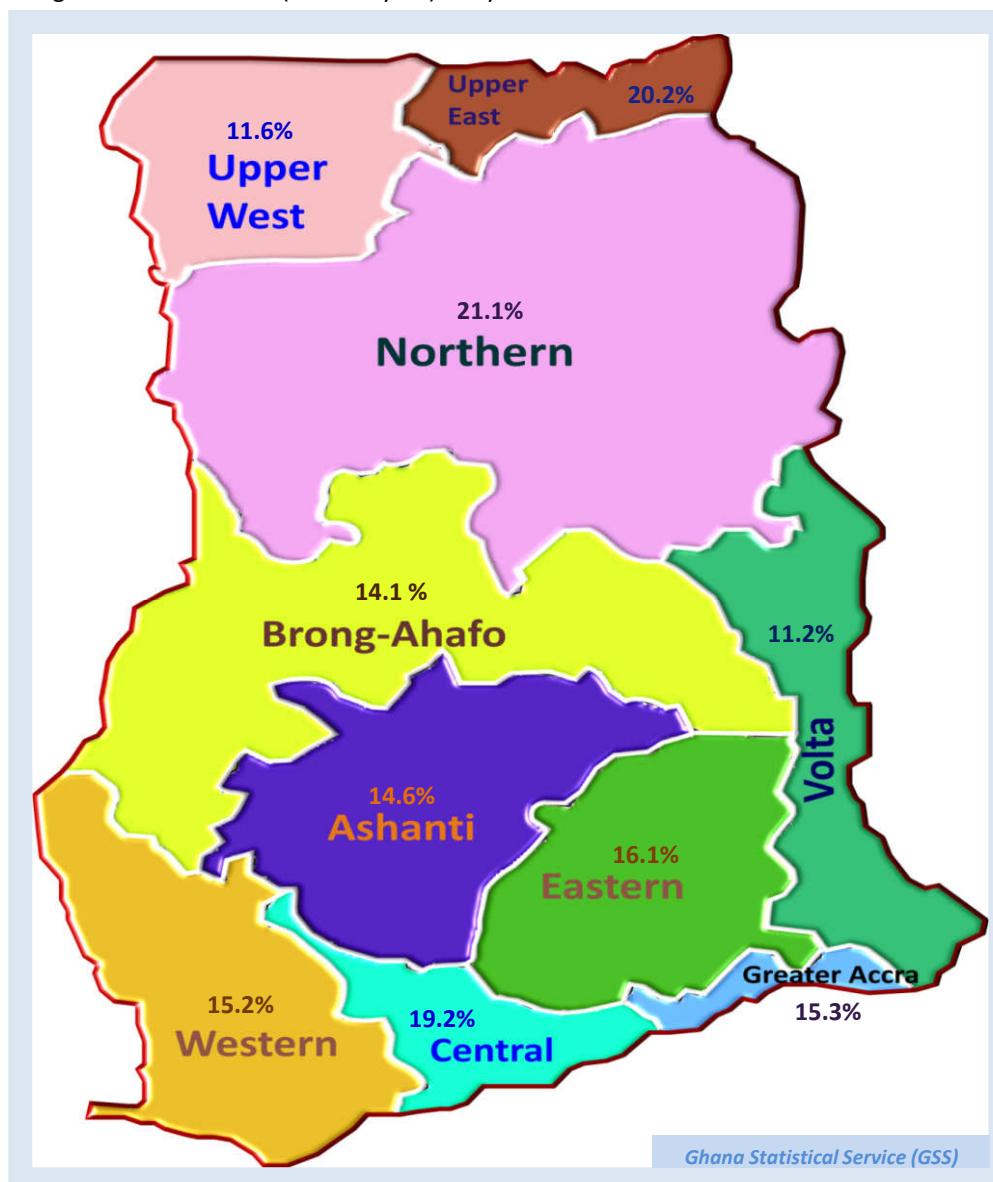 Upper
East
20.2%
11.6%
Upper
West
21.1%
Northern
14.1 %
Brong-Ahafo
11.2%
Volta
14.6%
Ashanti
16.1%
Eastern
Greater Accra
15.3%
15.2%
Western
19.2%
Central
Ghana Statistical Service (GSS)